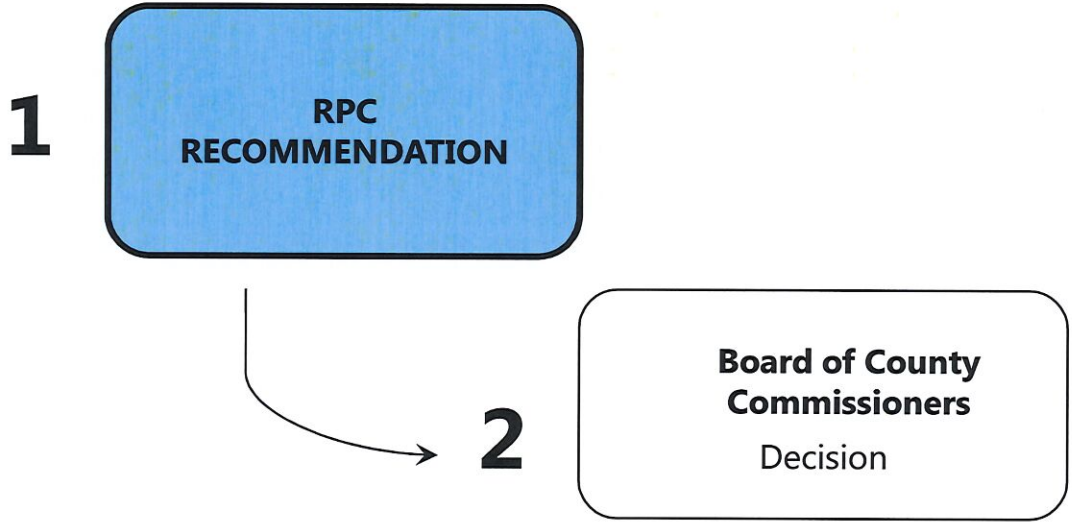 1
RPC
RECOMMENDATION
2
Board of County
Commissioners
Decision